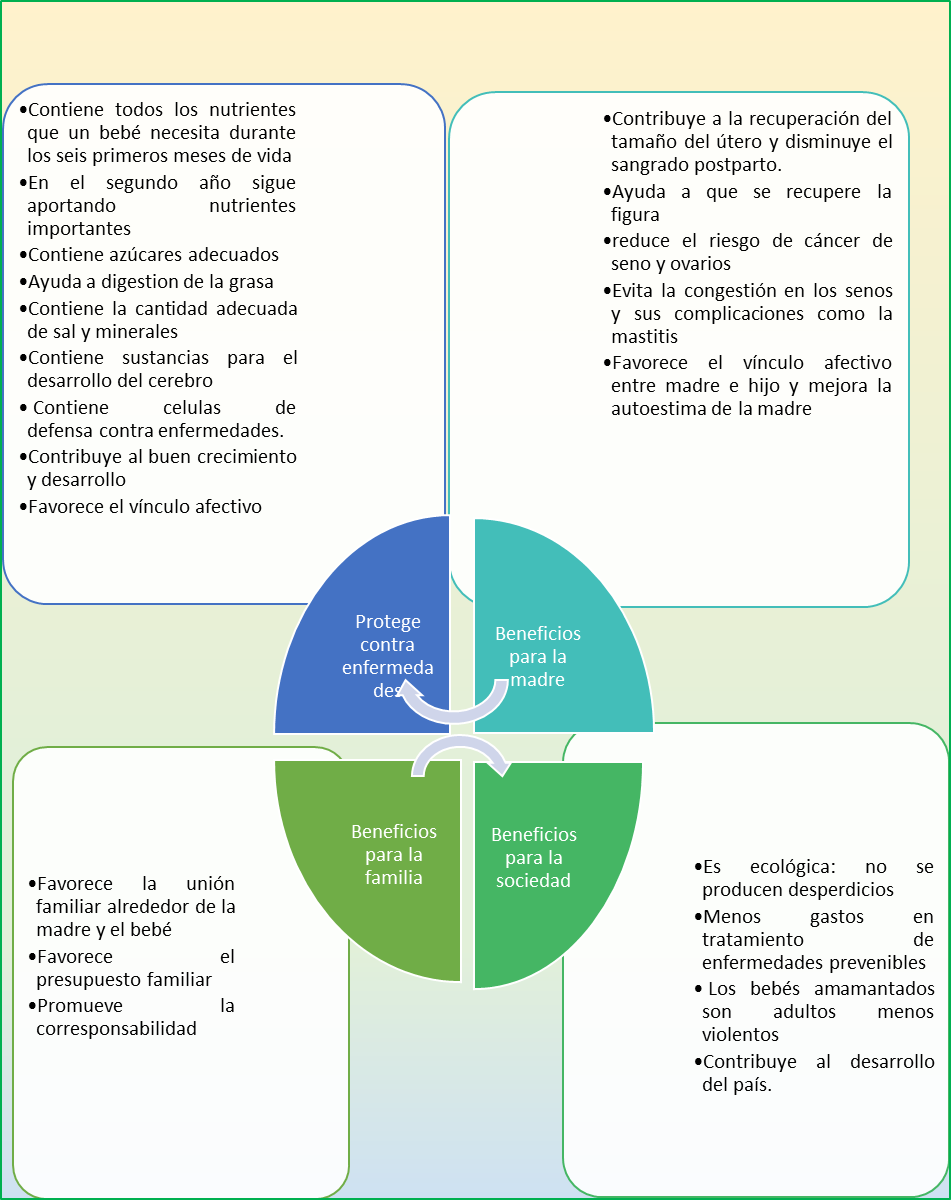 •Contiene todos los nutrientes
que un bebé necesita durante
los seis primeros meses de vida
•En el segundo año sigue
aportando nutrientes
importantes
•Contiene azúcares adecuados
•Ayuda a digestion de la grasa
•Contiene la cantidad adecuada
de sal y minerales
•Contiene sustancias para el
desarrollo del cerebro
• Contiene celulas de
defensa contra enfermedades.
•Contribuye al buen crecimiento
y desarrollo
•Favorece el vínculo afectivo
•Contribuye a la recuperación del
tamaño del útero y disminuye el
sangrado postparto.
•Ayuda a que se recupere la
figura
•reduce el riesgo de cáncer de
seno y ovarios
•Evita la congestión en los senos
y sus complicaciones como la
mastitis
•Favorece el vínculo afectivo
entre madre e hijo y mejora la
autoestima de la madre
Protege
contra
enfermeda
des
Beneficios
para la
madre
Beneficios
para la
familia
Beneficios
para la
sociedad
•Favorece la unión
familiar alrededor de la
madre y el bebé
•Favorece el
presupuesto familiar
•Promueve la
corresponsabilidad
•Es ecológica: no se
producen desperdicios
•Menos gastos en
tratamiento de
enfermedades prevenibles
• Los bebés amamantados
son adultos menos
violentos
•Contribuye al desarrollo
del país.